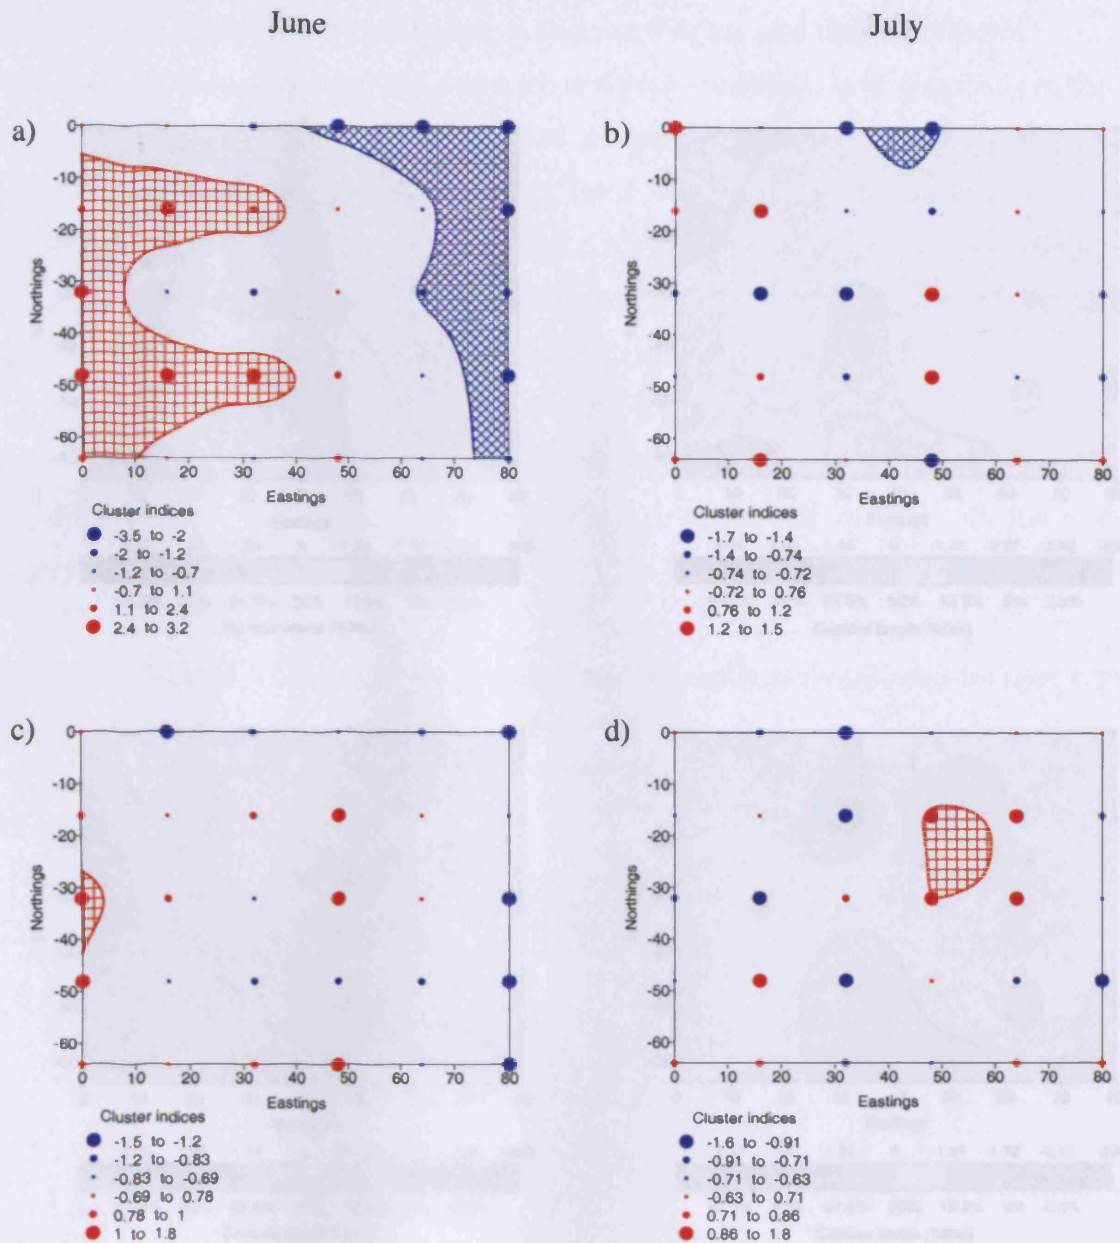 June
July
a)
0
-10
-20
-30
-40
-50
-60
Northings
0 10 20 30 40 50 60 70 80
Eastings
Cluster indices
-3.5 to -2
-2 to -1.2
-1.2 to -0.7
-0.7 to 1.1
1.1 to 2.4
2.4 to 3.2
b)
0
-10
-20
-30
-40
-50
-60
Northings
0 10 20 30 40 50 60 70 80
Eastings
Cluster indices
-1.7 to -1.4
-1.4 to -0.74
-0.74 to -0.72
-0.72 to 0.76
0.76 to 1.2
1.2 to 1.5
c)
0
-10
-20
-30
-40
-50
-60
Northings
0 10 20 30 40 50 60 70 80
Eastings
Cluster indices
-1.5 to -1.2
-1.2 to -0.83
-0.83 to -0.69
-0.69 to 0.78
0.78 to 1
1 to 1.8
d)
0
-10
-20
-30
-40
-50
-60
Northings
0 10 20 30 40 50 60 70 80
Eastings
Cluster indices
-1.6 to -0.91
-0.91 to -0.71
-0.71 to -0.63
-0.63 to 0.71
0.71 to 0.86
0.86 to 1.8